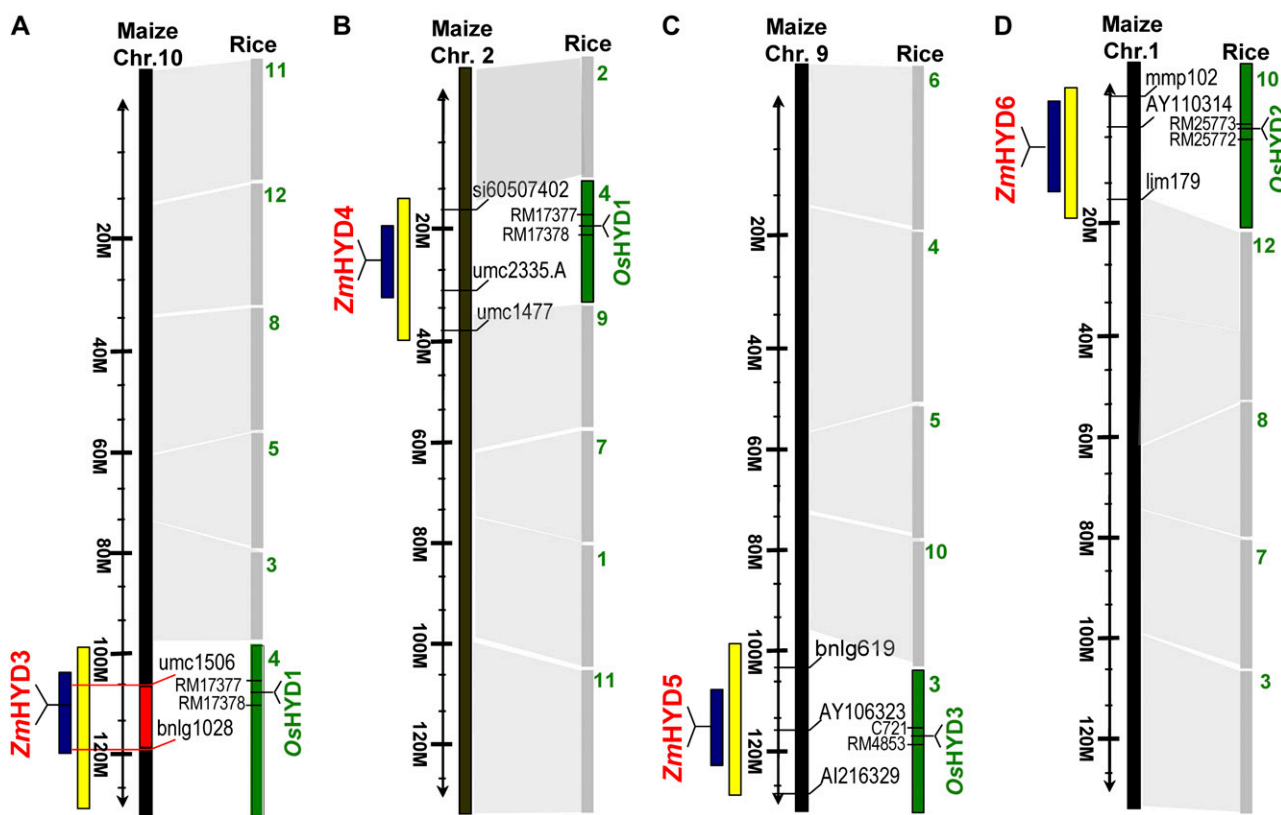 A
Maize
Chr.10
Rice
11
12
8
5
3
4
20M
40M
60M
80M
100M
120M
ZmHYD3
umc1506
RM17377
RM17378
bnlg1028
OsHYD1
B
Maize
Chr. 2
Rice
2
4
9
7
1
11
20M
40M
60M
80M
100M
120M
ZmHYD4
si60507402
RM17377
RM17378
umc2335.A
umc1477
OsHYD1
C
Maize
Chr. 9
Rice
6
4
5
10
3
20M
40M
60M
80M
100M
120M
ZmHYD5
bnlg619
AY106323
C721
RM4853
AI216329
OsHYD3
D
Maize
Chr.1
Rice
10
12
8
7
3
20M
40M
60M
80M
100M
120M
ZmHYD6
mmp102
AY110314
RM25773
RM25772
lim179
OsHYD2